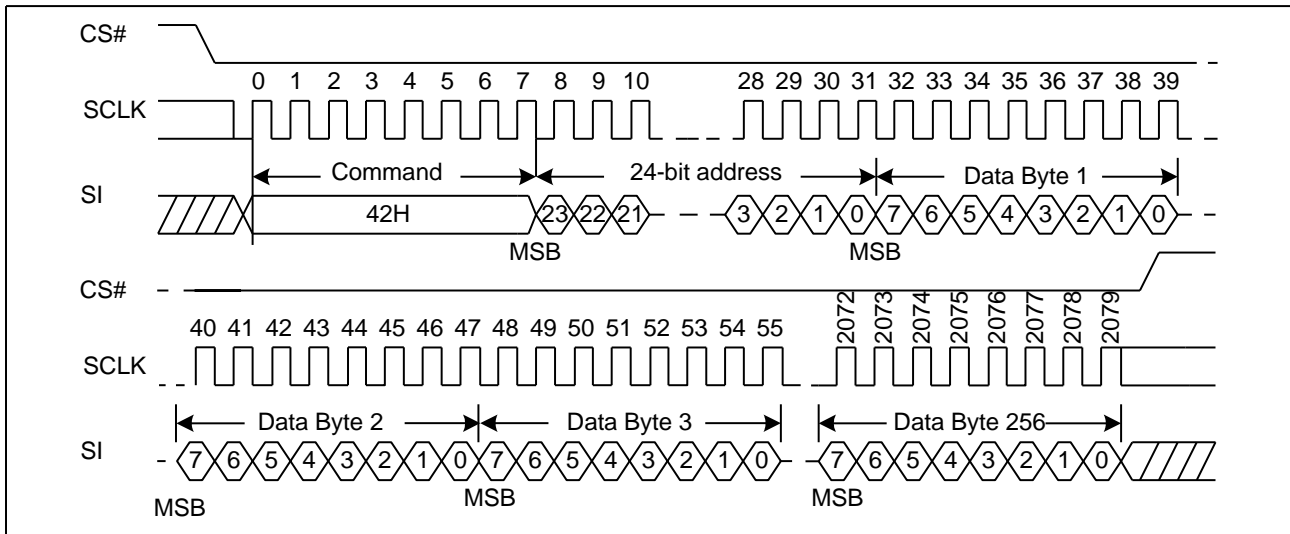 CS#
0 1 2 3 4 5 6 7 8 9 10 28 29 30 31 32 33 34 35 36 37 38 39
SCLK
Command 24-bit address Data Byte 1
SI
42H 23 22 21 3 2 1 0 7 6 5 4 3 2 1 0
MSB MSB
CS#
40 41 42 43 44 45 46 47 48 49 50 51 52 53 54 55 2072 2073 2074 2075 2076 2077 2078 2079
SCLK
Data Byte 2 Data Byte 3 Data Byte 256
SI
7 6 5 4 3 2 1 0 7 6 5 4 3 2 1 0 7 6 5 4 3 2 1 0
MSB MSB MSB